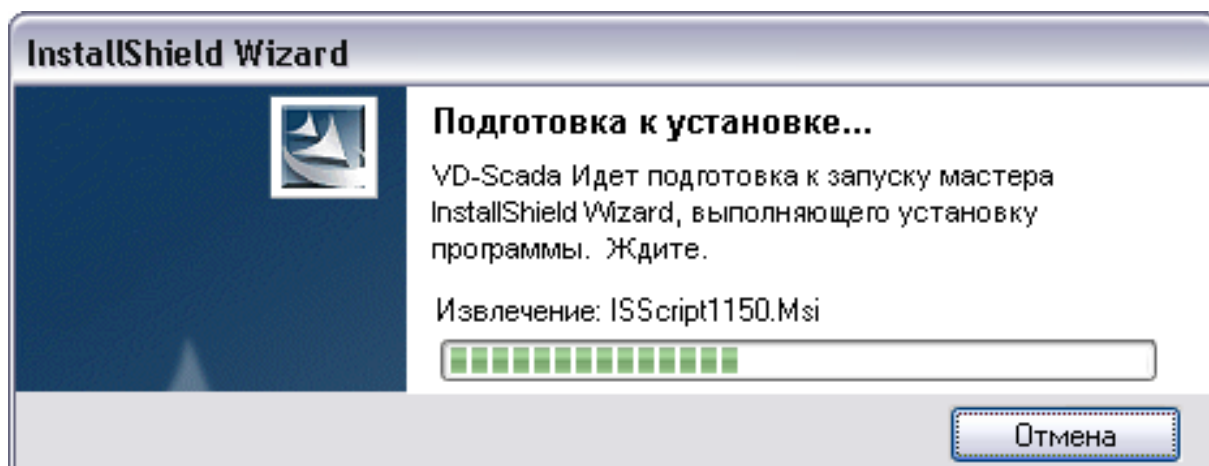 InstallShield Wizard
Подготовка к установке...
VD-Scada Идет подготовка к запуску мастера
InstallShield Wizard, выполняющего установку
программы.  Ждите.
Извлечение: ISScript1150.Msi
Отмена